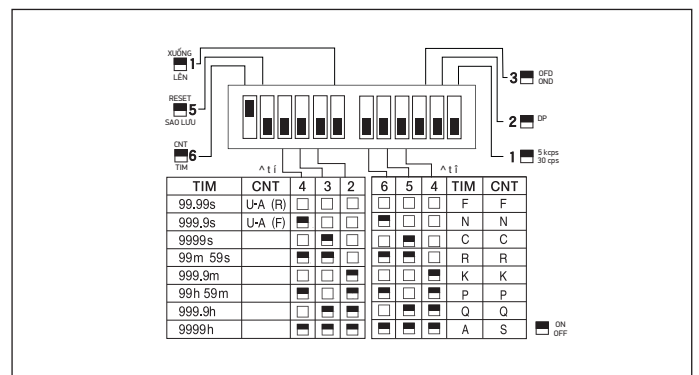 XUỐNG
1
LÊN
RESET
5
SAO LƯU
CNT
6
TIM
3 OFD
OND
2 DP
1 5 kcps
30 cps
^ t í
^ t î
TIM CNT 4 3 2
99.99s U-A (R)
999.9s U-A (F)
9999s
99m 59s
999.9m
99h 59m
999.9h
9999h
6 5 4 TIM CNT
F F
N N
C C
R R
K K
P P
Q Q
A S
ON
OFF